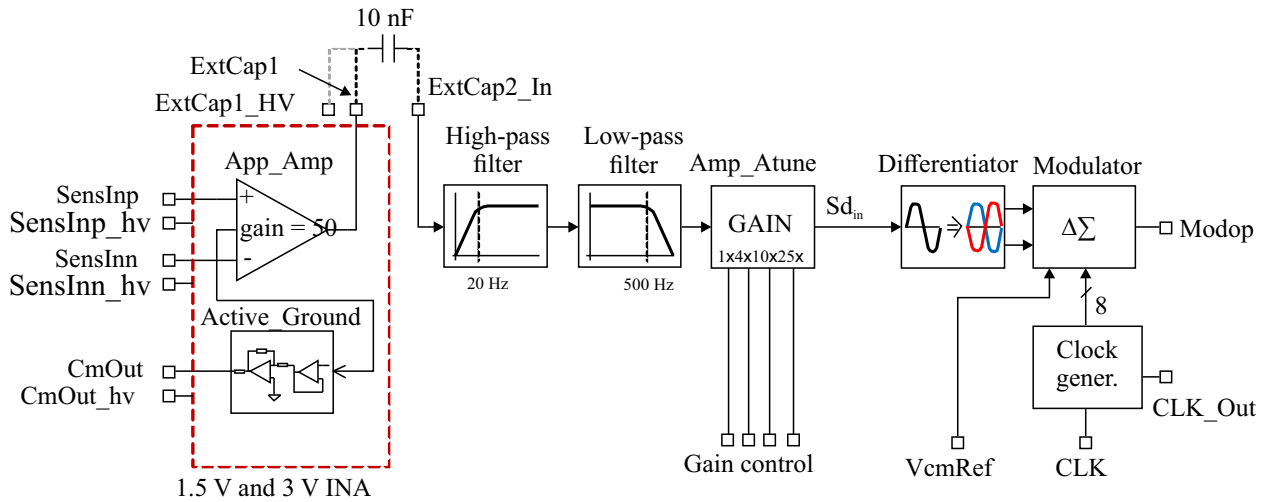 10 nF
ExtCap1
ExtCap1_HV
ExtCap2_In
High-pass
filter
Low-pass
filter
App_Amp
Amp_Atune
Differentiator
Modulator
SensInp
SensInp_hv
SensInn
SensInn_hv
+
gain = 50
-
GAIN
1x4x10x25x
Sd_in
⇒
ΔΣ
Modop
20 Hz
500 Hz
8
Active_Ground
CmOut
CmOut_hv
Clock
gener.
CLK_Out
Gain control
VcmRef
CLK
1.5 V and 3 V INA